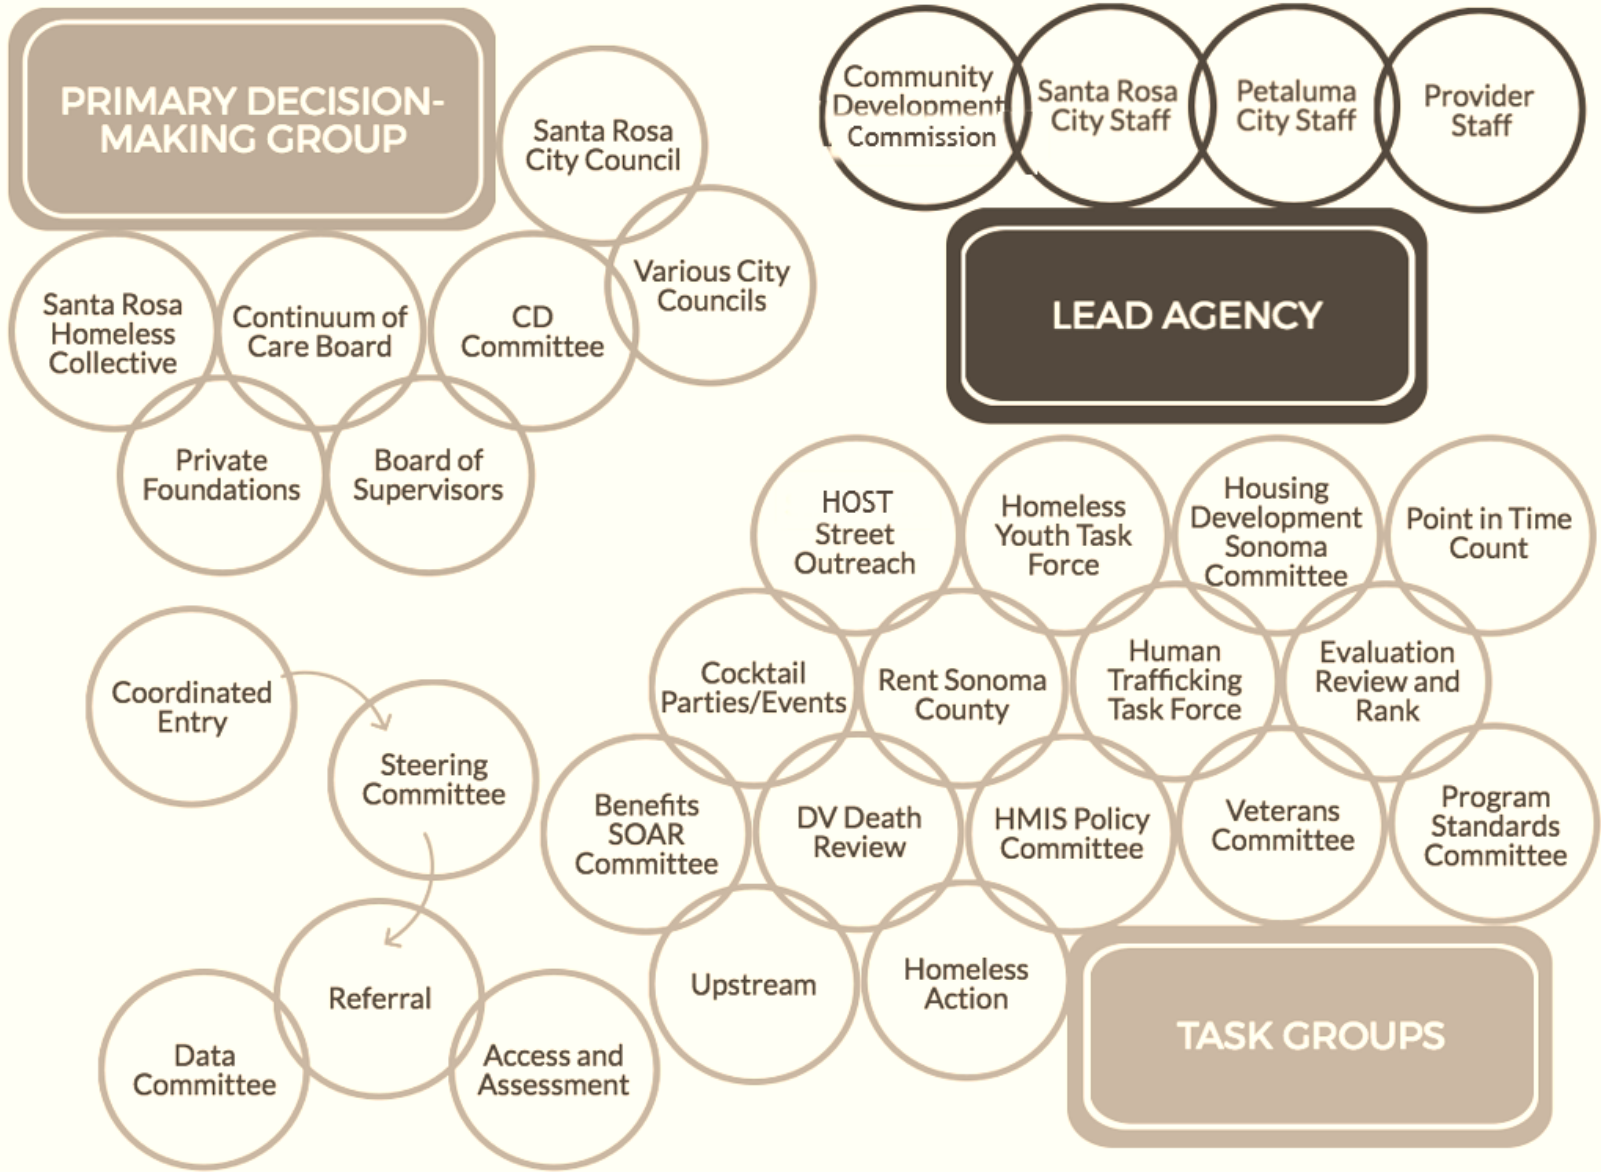 PRIMARY DECISION-
MAKING GROUP
Santa Rosa
City Council
Various City
Councils
Santa Rosa
Homeless
Collective
Continuum of
Care Board
CD
Committee
Private
Foundations
Board of
Supervisors
Community
Development
Commission
Santa Rosa
City Staff
Petaluma
City Staff
Provider
Staff
LEAD AGENCY
HOST
Street
Outreach
Homeless
Youth Task
Force
Housing
Development
Sonoma
Committee
Point in Time
Count
Cocktail
Parties/Events
Rent Sonoma
County
Human
Trafficking
Task Force
Evaluation
Review and
Rank
Benefits
SOAR
Committee
DV Death
Review
HMIS Policy
Committee
Veterans
Committee
Program
Standards
Committee
Upstream
Homeless
Action
TASK GROUPS
Coordinated
Entry
Steering
Committee
Referral
Data
Committee
Access and
Assessment